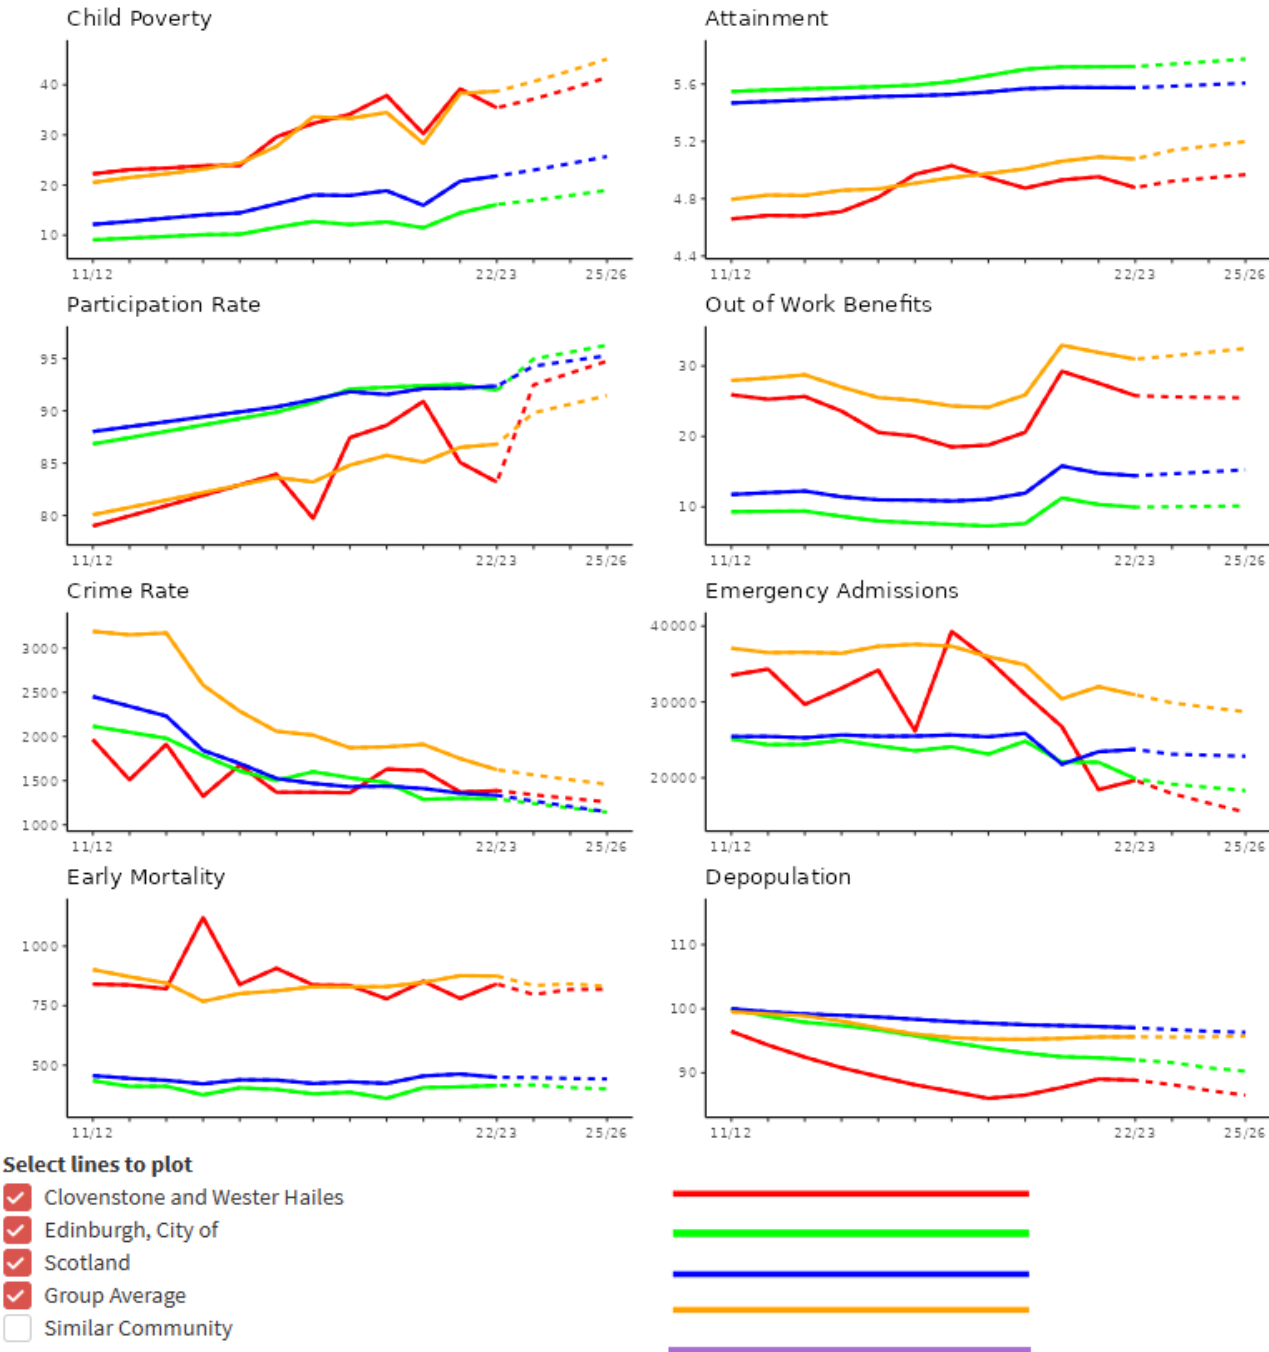 Child Poverty
40
30
20
10
11/12 22/23 25/26
Attainment
5.6
5.2
4.8
4.4
11/12 22/23 25/26
Participation Rate
95
90
85
80
11/12 22/23 25/26
Out of Work Benefits
30
20
10
11/12 22/23 25/26
Crime Rate
3000
2500
2000
1500
1000
11/12 22/23 25/26
Emergency Admissions
40000
30000
20000
11/12 22/23 25/26
Early Mortality
1000
750
500
11/12 22/23 25/26
Depopulation
110
100
90
11/12 22/23 25/26
Select lines to plot
Clovenstone and Wester Hailes
Edinburgh, City of
Scotland
Group Average
Similar Community